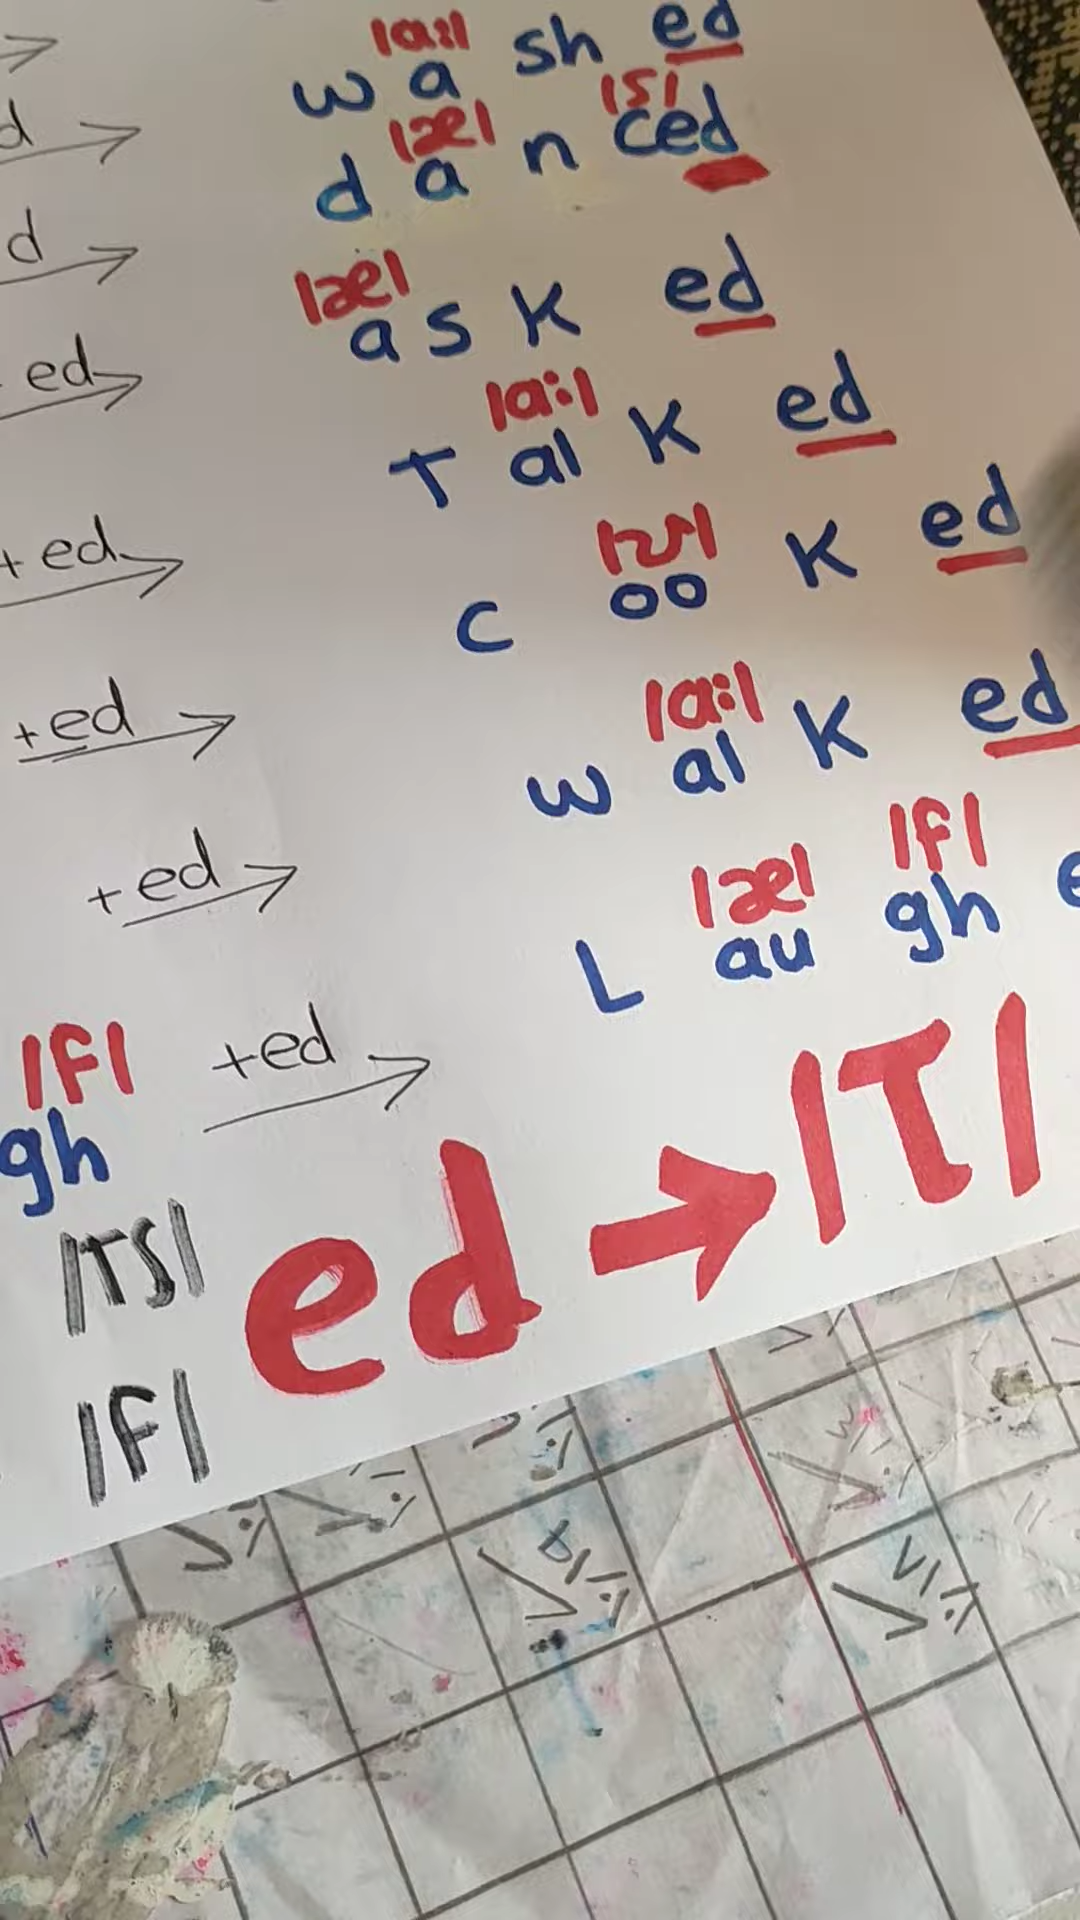 |a:|
w a sh ed
|æ| |s|
d → d a n ced
|æ|
d → a s k ed
|a:|
ed → T al k ed
|ʊ|
+ ed → c oo k ed
|a:|
+ed → w al k ed
|æ| |f|
+ed → L au gh e
|f|
gh +ed →
|TS| ed → |T|
|F|